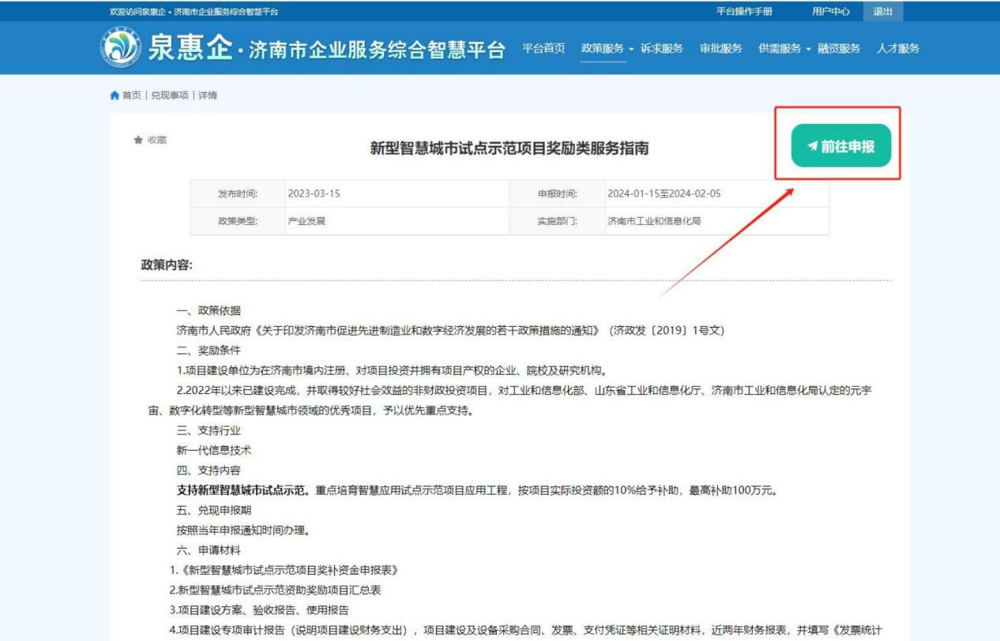 欢迎访问泉惠企·济南市企业服务综合智慧平台 平台操作手册 用户中心 退出
泉惠企·济南市企业服务综合智慧平台 平台首页 政策服务 诉求服务 审批服务 供需服务 融资服务 人才服务
首页 | 兑现事项 | 详情
收藏
新型智慧城市试点示范项目奖励类服务指南
前往申报
发布时间: 2023-03-15 申报时间: 2024-01-15至2024-02-05
政策类型: 产业发展 实施部门: 济南市工业和信息化局
政策内容:
一、政策依据
济南市人民政府《关于印发济南市促进先进制造业和数字经济发展的若干政策措施的通知》（济政发〔2019〕1号文）
二、奖励条件
1.项目建设单位为在济南市境内注册、对项目投资并拥有项目产权的企业、院校及研究机构。
2.2022年以来已建设完成，并取得较好社会效益的非财政投资项目，对工业和信息化部、山东省工业和信息化厅、济南市工业和信息化局认定的元宇
宙、数字化转型等新型智慧城市领域的优秀项目，予以优先重点支持。
三、支持行业
新一代信息技术
四、支持内容
支持新型智慧城市试点示范。重点培育智慧应用试点示范项目应用工程，按项目实际投资额的10%给予补助，最高补助100万元。
五、兑现申报期
按照当年申报通知时间办理。
六、申请材料
1.《新型智慧城市试点示范项目奖补资金申报表》
2.新型智慧城市试点示范资助奖励项目汇总表
3.项目建设方案、验收报告、使用报告
4.项目建设专项审计报告（说明项目建设财务支出），项目建设及设备采购合同、发票、支付凭证等相关证明材料，近两年财务报表，并填写《发票统计